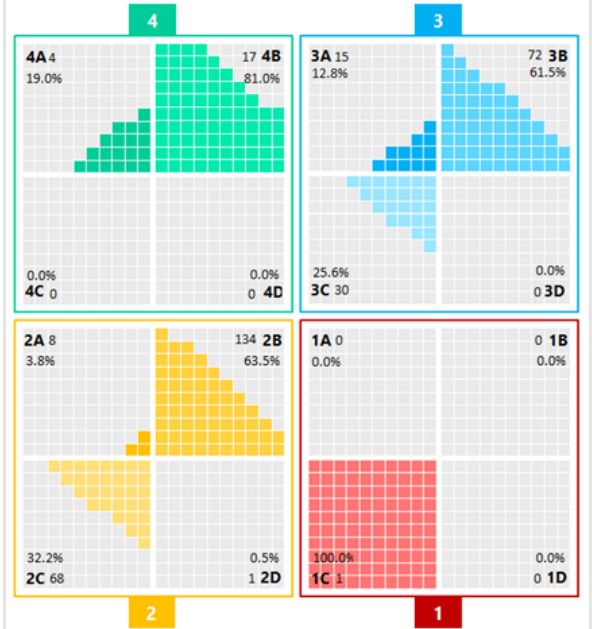 4
3
4A 4
17 4B
19.0%
81.0%
3A 15
72 3B
12.8%
61.5%
0.0%
0.0%
4C 0
0 4D
25.6%
0.0%
3C 30
0 3D
2A 8
134 2B
3.8%
63.5%
1A 0
0 1B
0.0%
0.0%
32.2%
0.5%
2C 68
1 2D
100.0%
0.0%
1C 1
0 1D
2
1